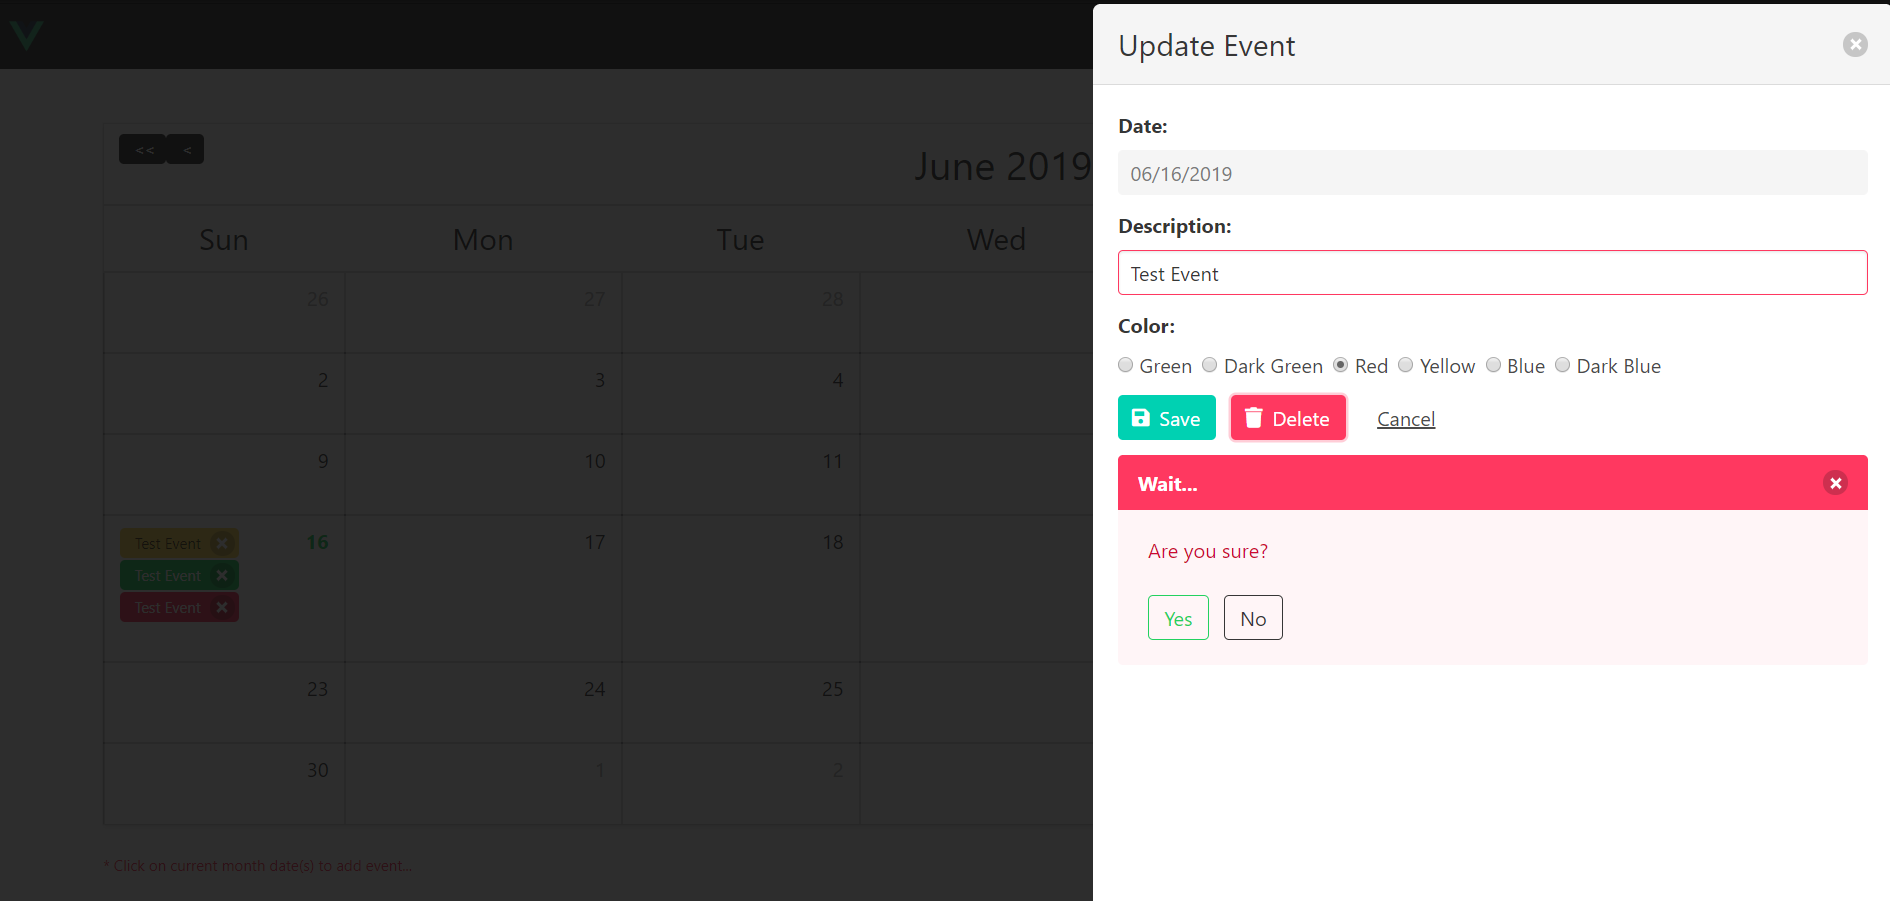 Update Event
<< <
June 2019
Sun Mon Tue Wed
26 27 28
2 3 4
9 10 11
Test Event 16 17 18
Test Event
Test Event
23 24 25
30 1 2
* Click on current month date(s) to add event...
Date:
06/16/2019
Description:
Test Event
Color:
Green Dark Green Red Yellow Blue Dark Blue
Save Delete Cancel
Wait...
Are you sure?
Yes No